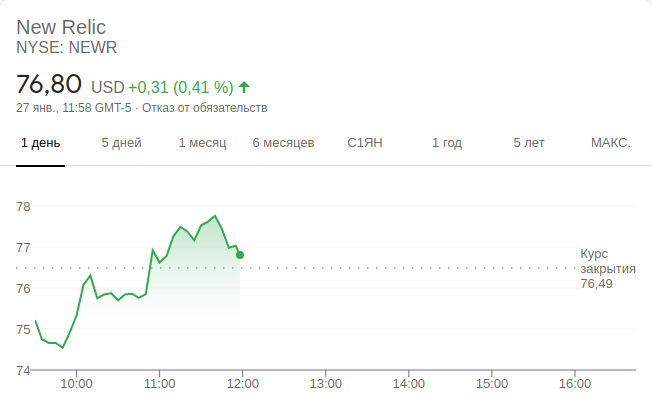 New Relic
NYSE: NEWR
76,80 USD +0,31 (0,41 %)
27 янв., 11:58 GMT-5 · Отказ от обязательств
1 день 5 дней 1 месяц 6 месяцев С1ЯН 1 год 5 лет МАКС.
78
77
Курс
закрытия
76,49
76
75
74
10:00 11:00 12:00 13:00 14:00 15:00 16:00